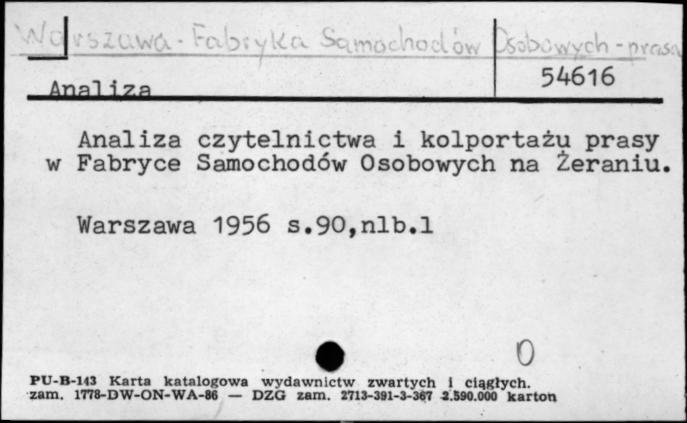 Warszawa - Fabryka Samochodów Osobowych - prasa
54616
Analiza
Analiza czytelnictwa i kolportażu prasy
w Fabryce Samochodów Osobowych na Żeraniu.
Warszawa 1956 s.90,nlb.1
0
PU-B-143 Karta katalogowa wydawnictw zwartych i ciągłych.
zam. 1778-DW-ON-WA-86 — DZG zam. 2713-391-3-367 2.590.000 karton